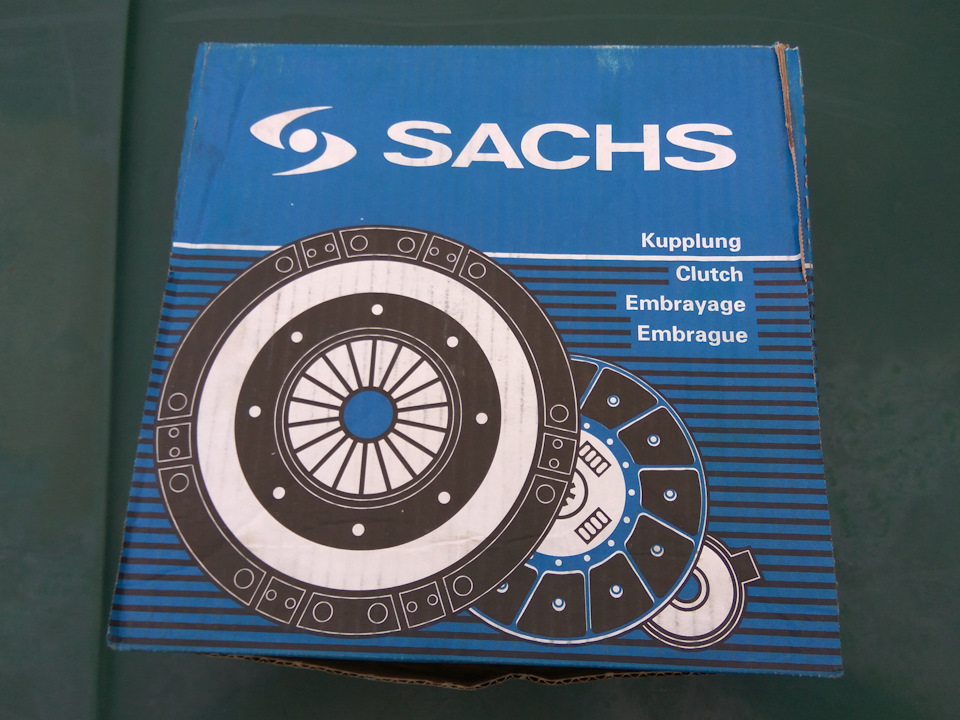 SACHS
Kupplung
Clutch
Embrayage
Embrague